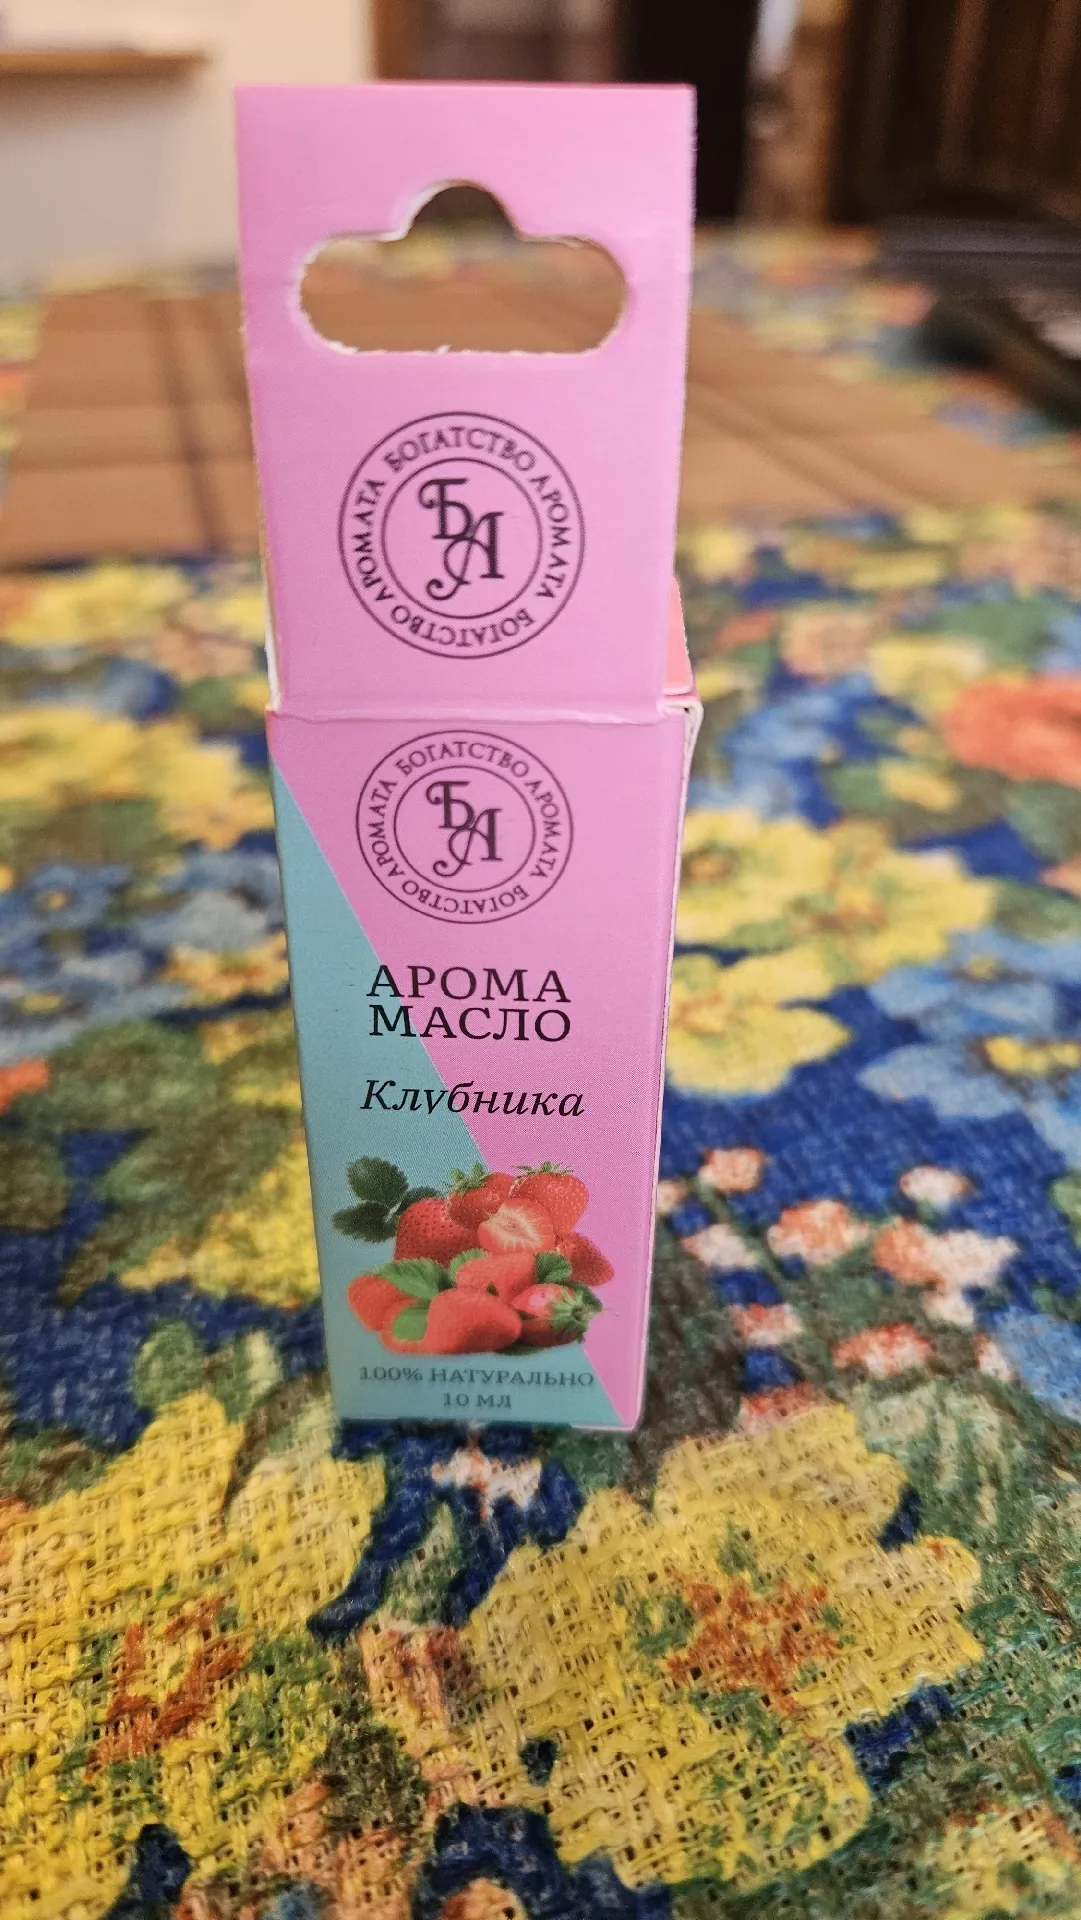 БОГАТСТВО АРОМАТА БОГАТСТВО АРОМАТА
БА
БОГАТСТВО АРОМАТА БОГАТСТВО АРОМАТА
БА
АРОМА
МАСЛО
Клубника
100% НАТУРАЛЬНО
10 МЛ